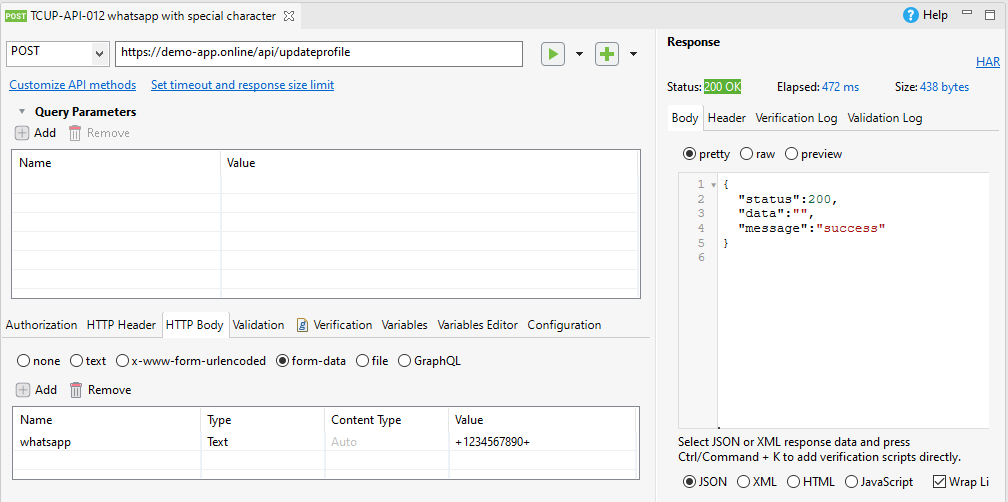 POST TCUP-API-012 whatsapp with special character
Help
POST
https://demo-app.online/api/updateprofile
Customize API methods
Set timeout and response size limit
Query Parameters
Add
Remove
Name
Value
Authorization
HTTP Header
HTTP Body
Validation
Verification
Variables
Variables Editor
Configuration
none
text
x-www-form-urlencoded
form-data
file
GraphQL
Add
Remove
Name Type Content Type Value
whatsapp Text Auto +1234567890+
Response
HAR
Status: 200 OK
Elapsed: 472 ms
Size: 438 bytes
Body
Header
Verification Log
Validation Log
pretty
raw
preview
1 {
2 "status":200,
3 "data":"",
4 "message":"success"
5 }
6
Select JSON or XML response data and press
Ctrl/Command + K to add verification scripts directly.
JSON
XML
HTML
JavaScript
Wrap Li